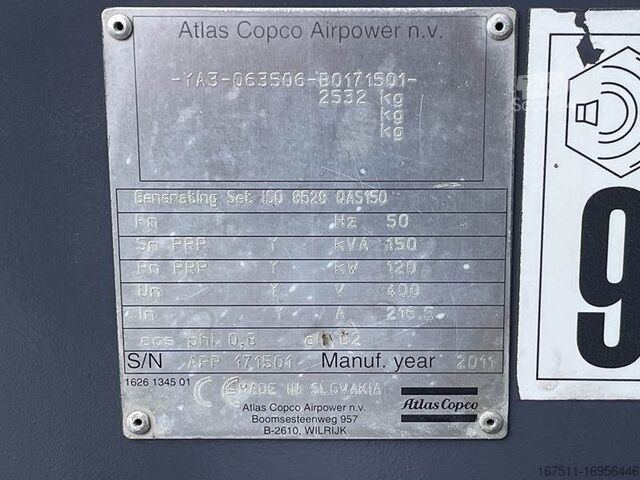 Atlas Copco Airpower n.v.
-YA3-063506-B0171501-
2532 kg
kg
kg
Generating Set ISO 8528 QAS150
Fn Hz 50
Sn PRP Y kVA 150
Pn PRP Y kW 120
Un Y V 400
In Y A 216.5
cos phi 0,8 cl. G2
S/N APP 171501 Manuf. year 2011
1626 1345 01
CE MADE IN SLOVAKIA
Atlas Copco
Atlas Copco Airpower n.v.
Boomsesteenweg 957
B-2610, WILRIJK
9
167511-16956446